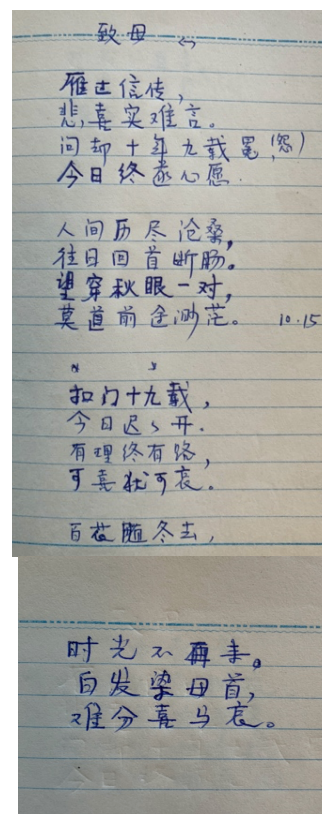 致母
雁过信传，
悲喜实难言。
问却十年九载冤（怨）
今日终遂心愿.
人间历尽沧桑，
往日回首断肠。
望穿秋眼一对，
莫道前途渺茫。 10.15
扣门十九载，
今日迟迟开.
有理终有路，
可喜犹可哀。
百花随冬去，
时光不再来。
白发染母首，
难分喜与哀。